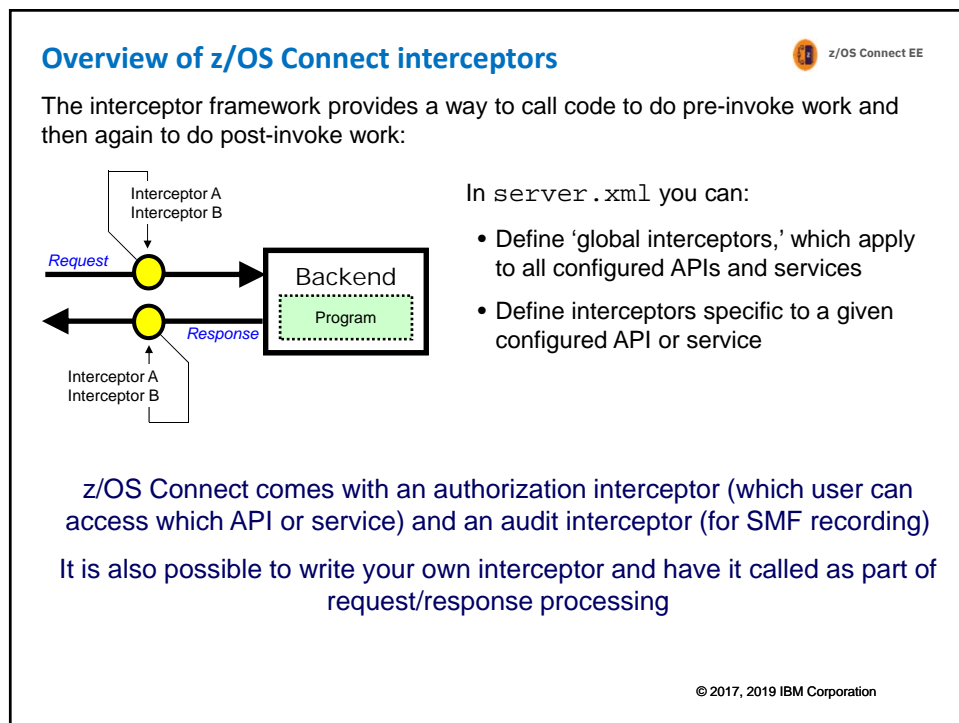 Overview of z/OS Connect interceptors
z/OS Connect EE
The interceptor framework provides a way to call code to do pre-invoke work and
then again to do post-invoke work:
Interceptor A
Interceptor B
Request
Backend
Program
Response
Interceptor A
Interceptor B
In server.xml you can:
• Define ‘global interceptors,’ which apply
to all configured APIs and services
• Define interceptors specific to a given
configured API or service
z/OS Connect comes with an authorization interceptor (which user can
access which API or service) and an audit interceptor (for SMF recording)
It is also possible to write your own interceptor and have it called as part of
request/response processing
© 2017, 2019 IBM Corporation